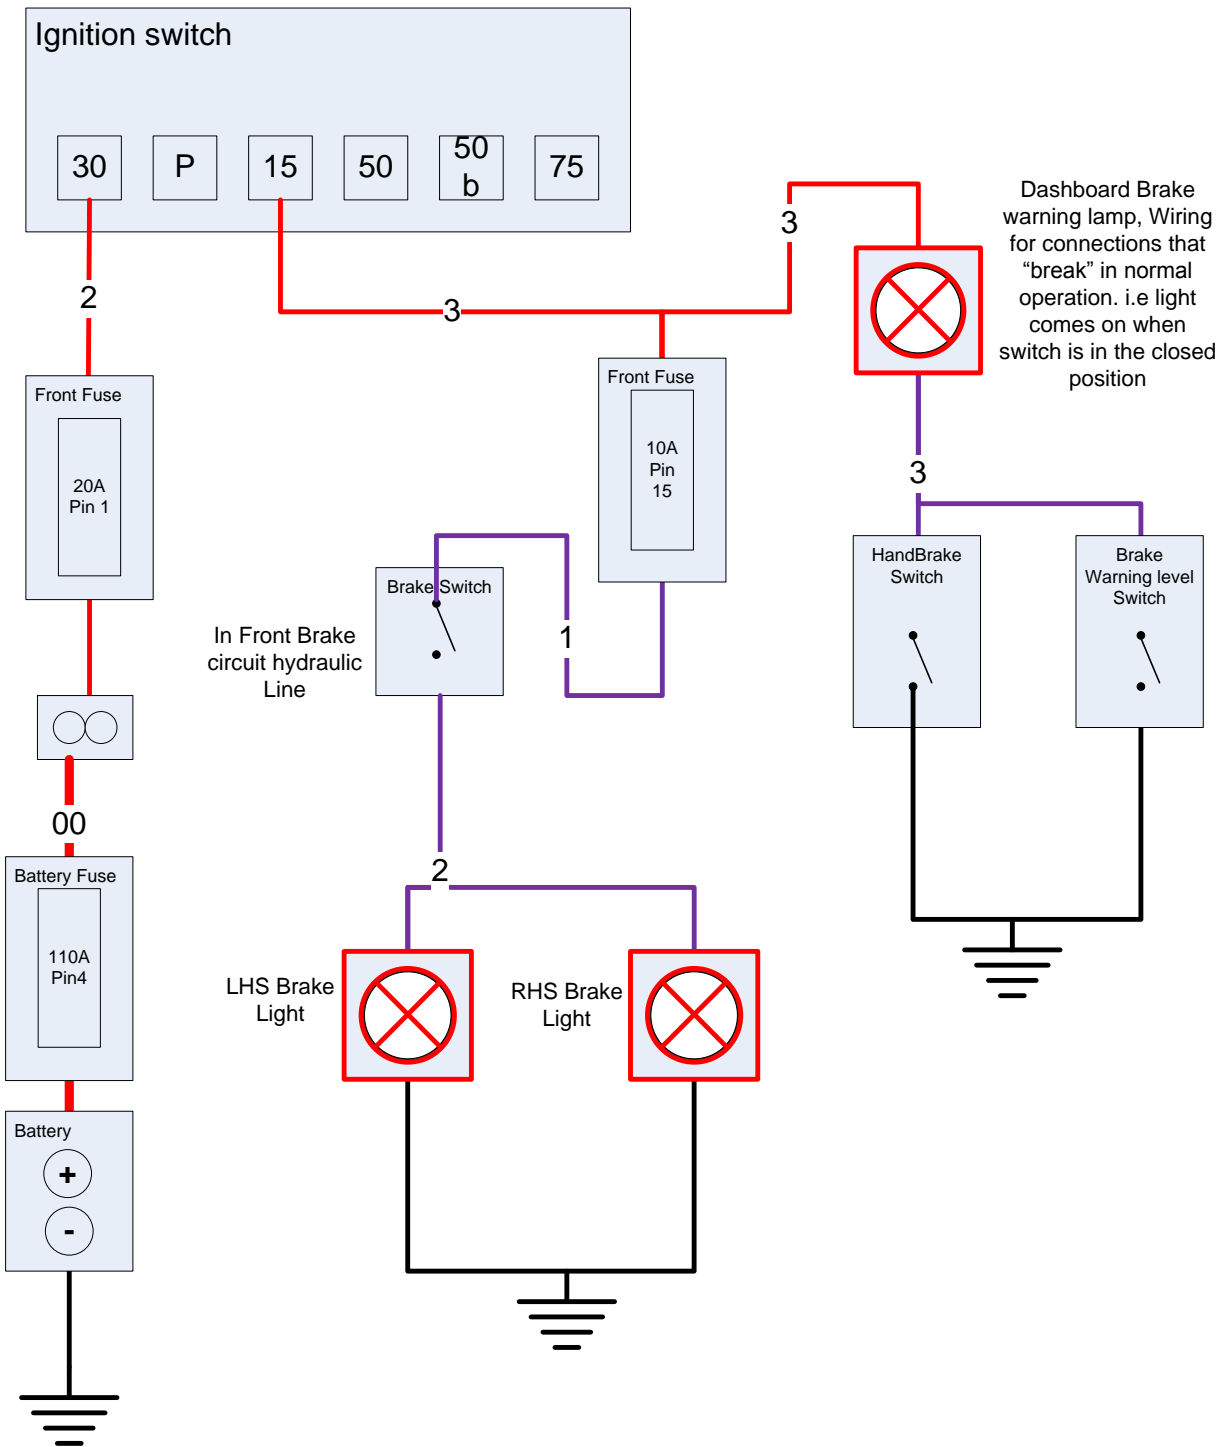 Ignition switch
30
P
15
50
50
b
75
3
Dashboard Brake
warning lamp, Wiring
for connections that
“break” in normal
operation. i.e light
comes on when
switch is in the closed
position
2
3
Front Fuse
20A
Pin 1
Front Fuse
10A
Pin
15
3
HandBrake
Switch
Brake
Warning level
Switch
Brake Switch
1
In Front Brake
circuit hydraulic
Line
00
2
Battery Fuse
110A
Pin4
LHS Brake
Light
RHS Brake
Light
Battery
+
-